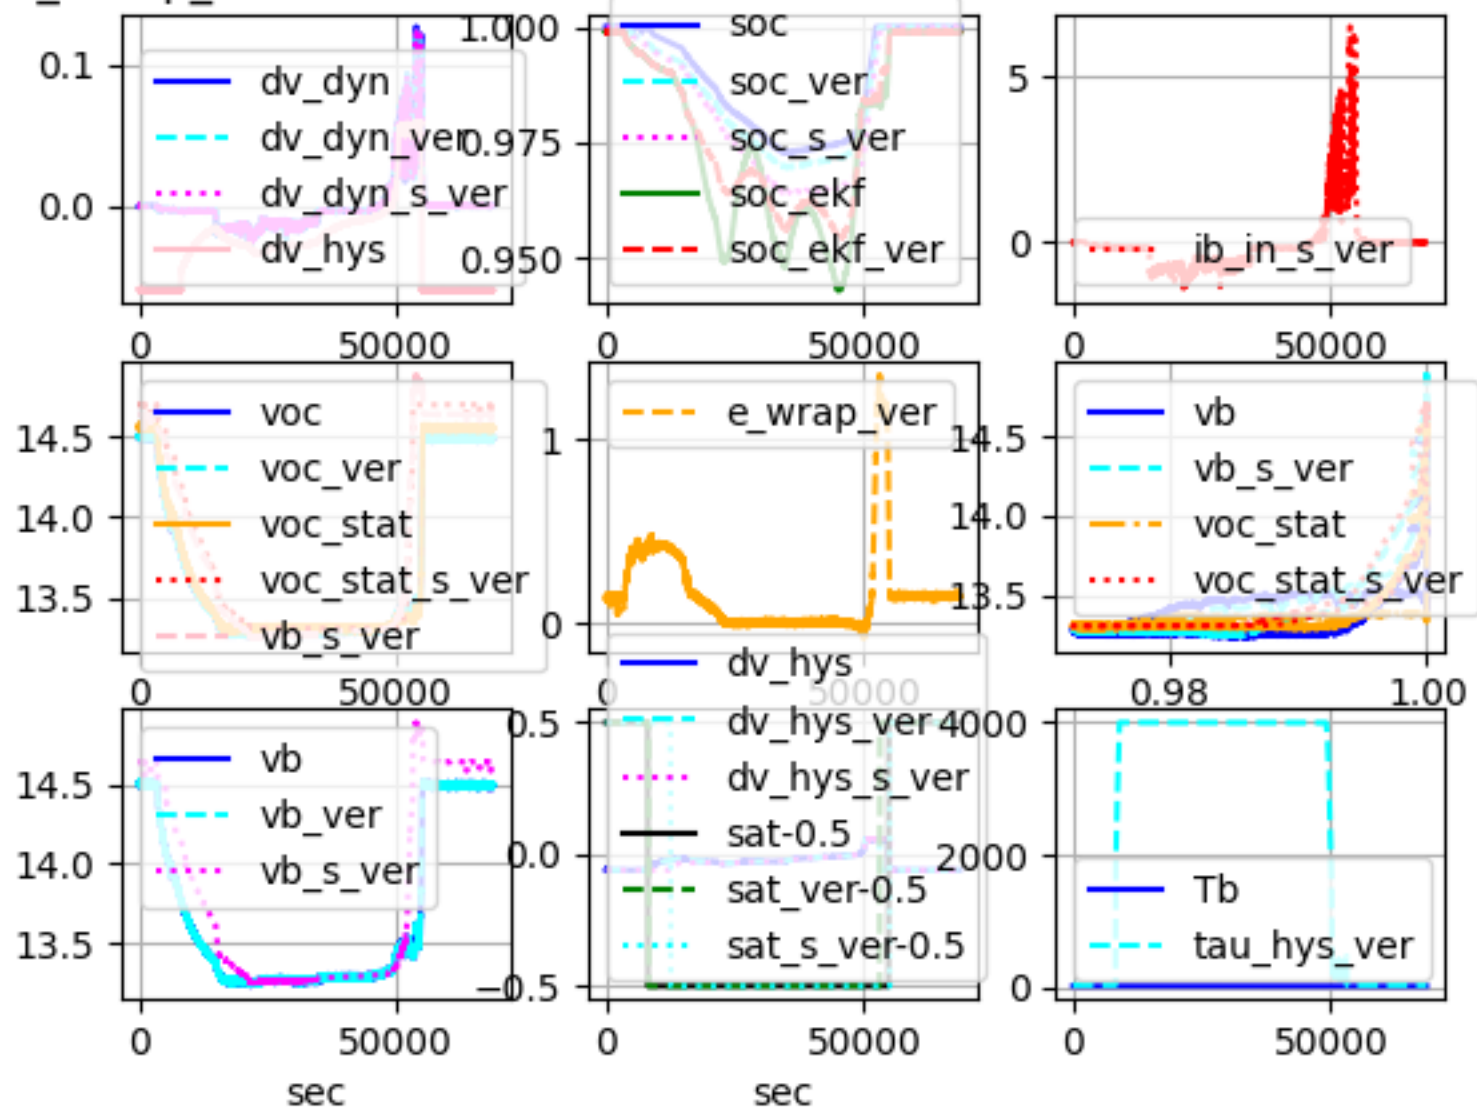 0.1
0.0
dv_dyn
dv_dyn_ver
dv_dyn_s_ver
dv_hys
0 50000
1.000
0.975
0.950
soc
soc_ver
soc_s_ver
soc_ekf
soc_ekf_ver
0 50000
5
0
ib_in_s_ver
0 50000
14.5
14.0
13.5
voc
voc_ver
voc_stat
voc_stat_s_ver
vb_s_ver
0 50000
1
0
e_wrap_ver
0 50000
14.5
14.0
13.5
vb
vb_s_ver
voc_stat
voc_stat_s_ver
0.98 1.00
14.5
14.0
13.5
vb
vb_ver
vb_s_ver
0 50000
sec
0.5
0.0
−0.5
dv_hys
dv_hys_ver
dv_hys_s_ver
sat-0.5
sat_ver-0.5
sat_s_ver-0.5
0 50000
sec
4000
2000
0
Tb
tau_hys_ver
0 50000